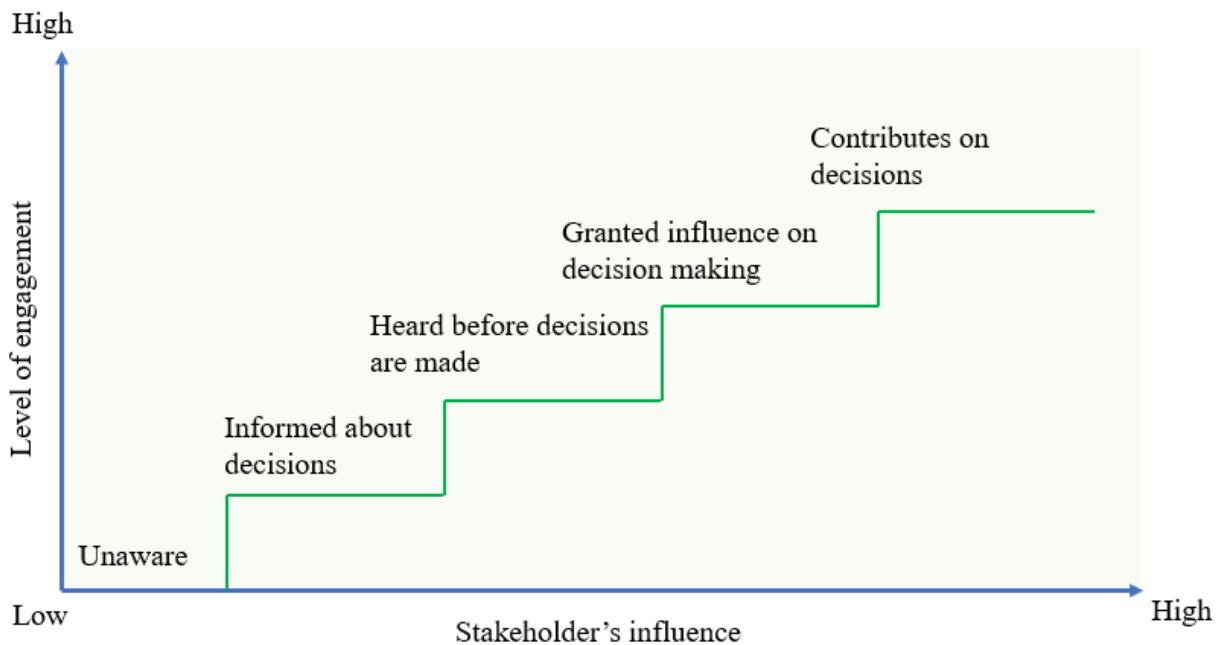 High
Contributes on
decisions
Granted influence on
decision making
Heard before decisions
are made
Informed about
decisions
Unaware
Level of engagement
Low
High
Stakeholder’s influence